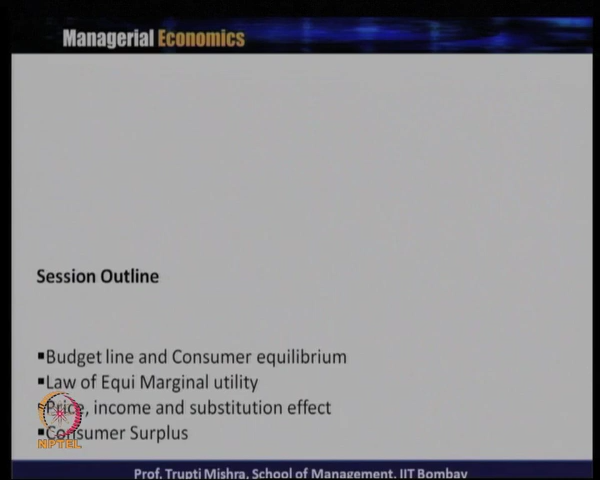 Managerial Economics
Session Outline
▪Budget line and Consumer equilibrium
▪Law of Equi Marginal utility
▪Price, income and substitution effect
▪Consumer Surplus
NPTEL
Prof. Trupti Mishra, School of Management, IIT Bombay